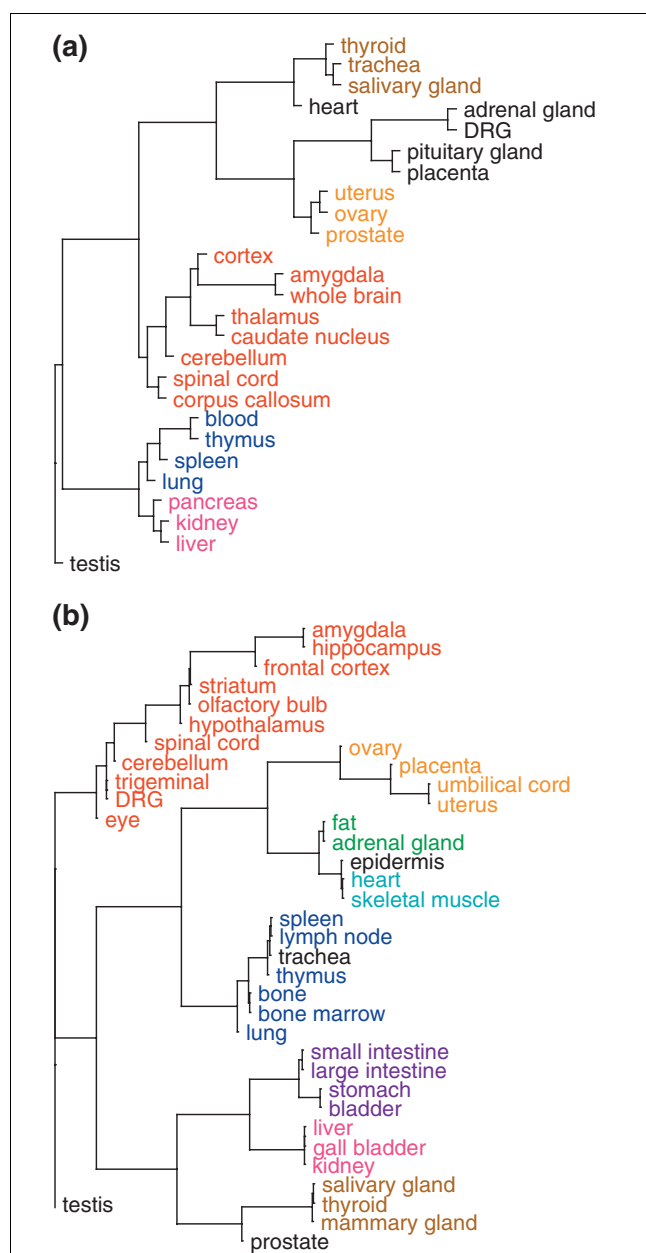 (a)
thyroid
trachea
salivary gland
heart
adrenal gland
DRG
pituitary gland
placenta
uterus
ovary
prostate
cortex
amygdala
whole brain
thalamus
caudate nucleus
cerebellum
spinal cord
corpus callosum
blood
thymus
spleen
lung
pancreas
kidney
liver
testis
(b)
amygdala
hippocampus
frontal cortex
striatum
olfactory bulb
hypothalamus
spinal cord
ovary
cerebellum
placenta
trigeminal
umbilical cord
DRG
uterus
eye
fat
adrenal gland
epidermis
heart
skeletal muscle
spleen
lymph node
trachea
thymus
bone
bone marrow
lung
small intestine
large intestine
stomach
bladder
liver
gall bladder
kidney
salivary gland
testis
thyroid
mammary gland
prostate